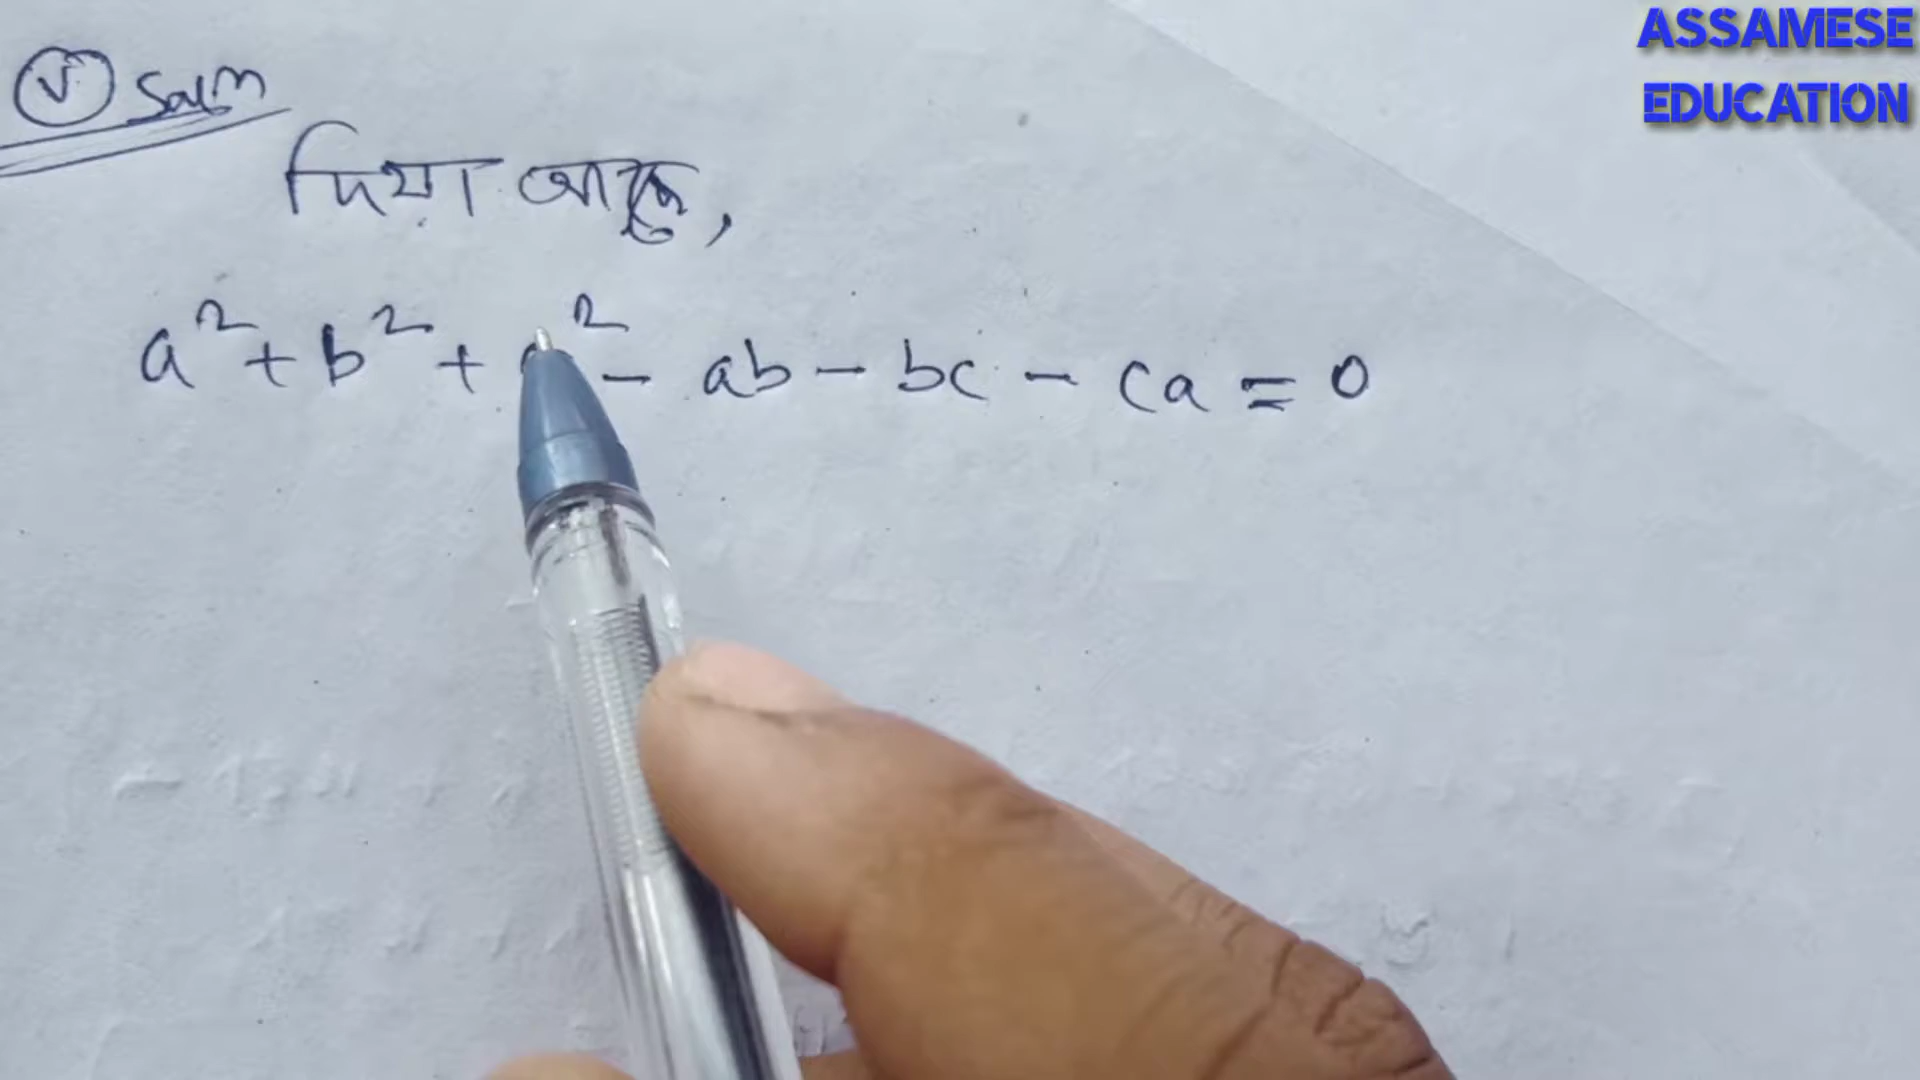 ASSAMESE
EDUCATION
(v) Soln
দিয়া আছে,
a² + b² + c² - ab - bc - ca = 0